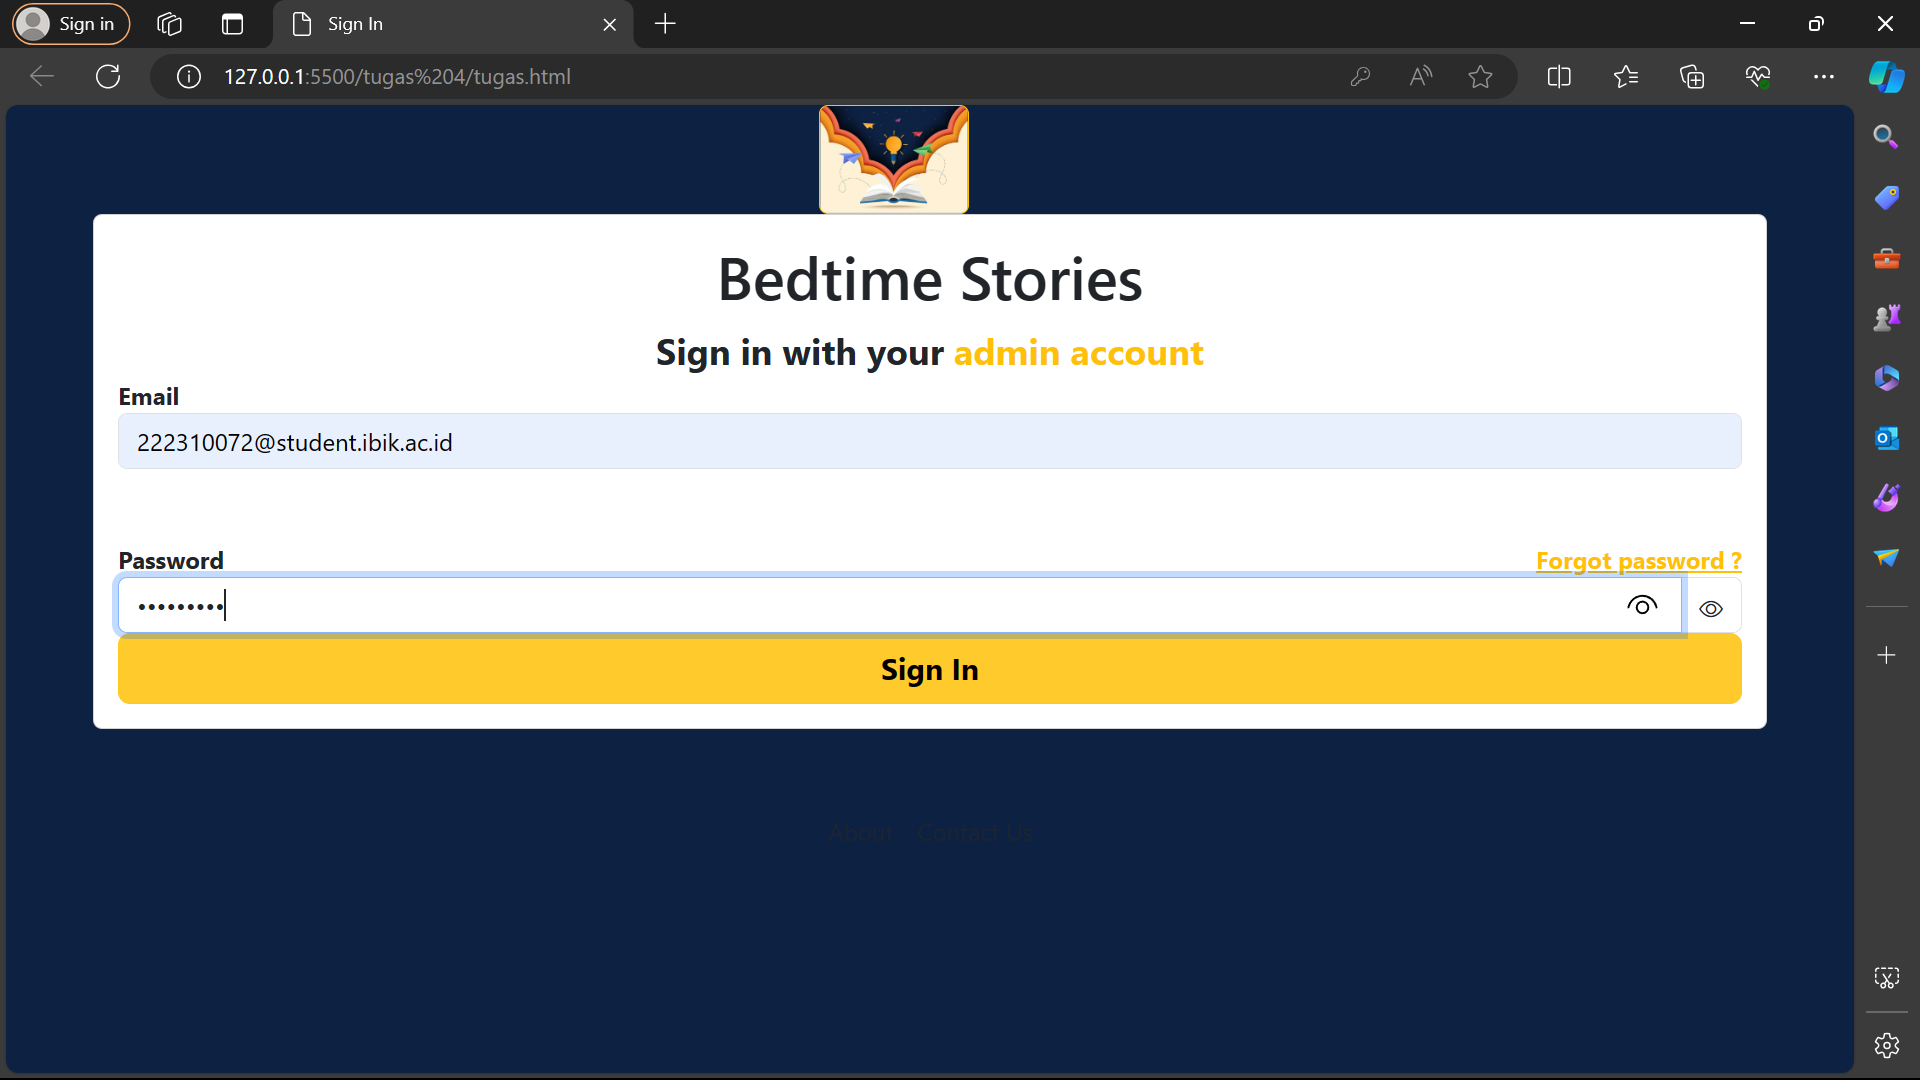 Sign in
Sign In
127.0.0.1:5500/tugas%204/tugas.html
Bedtime Stories
Sign in with your admin account
Email
222310072@student.ibik.ac.id
Password
Forgot password ?
•••••••••
Sign In
About Contact Us